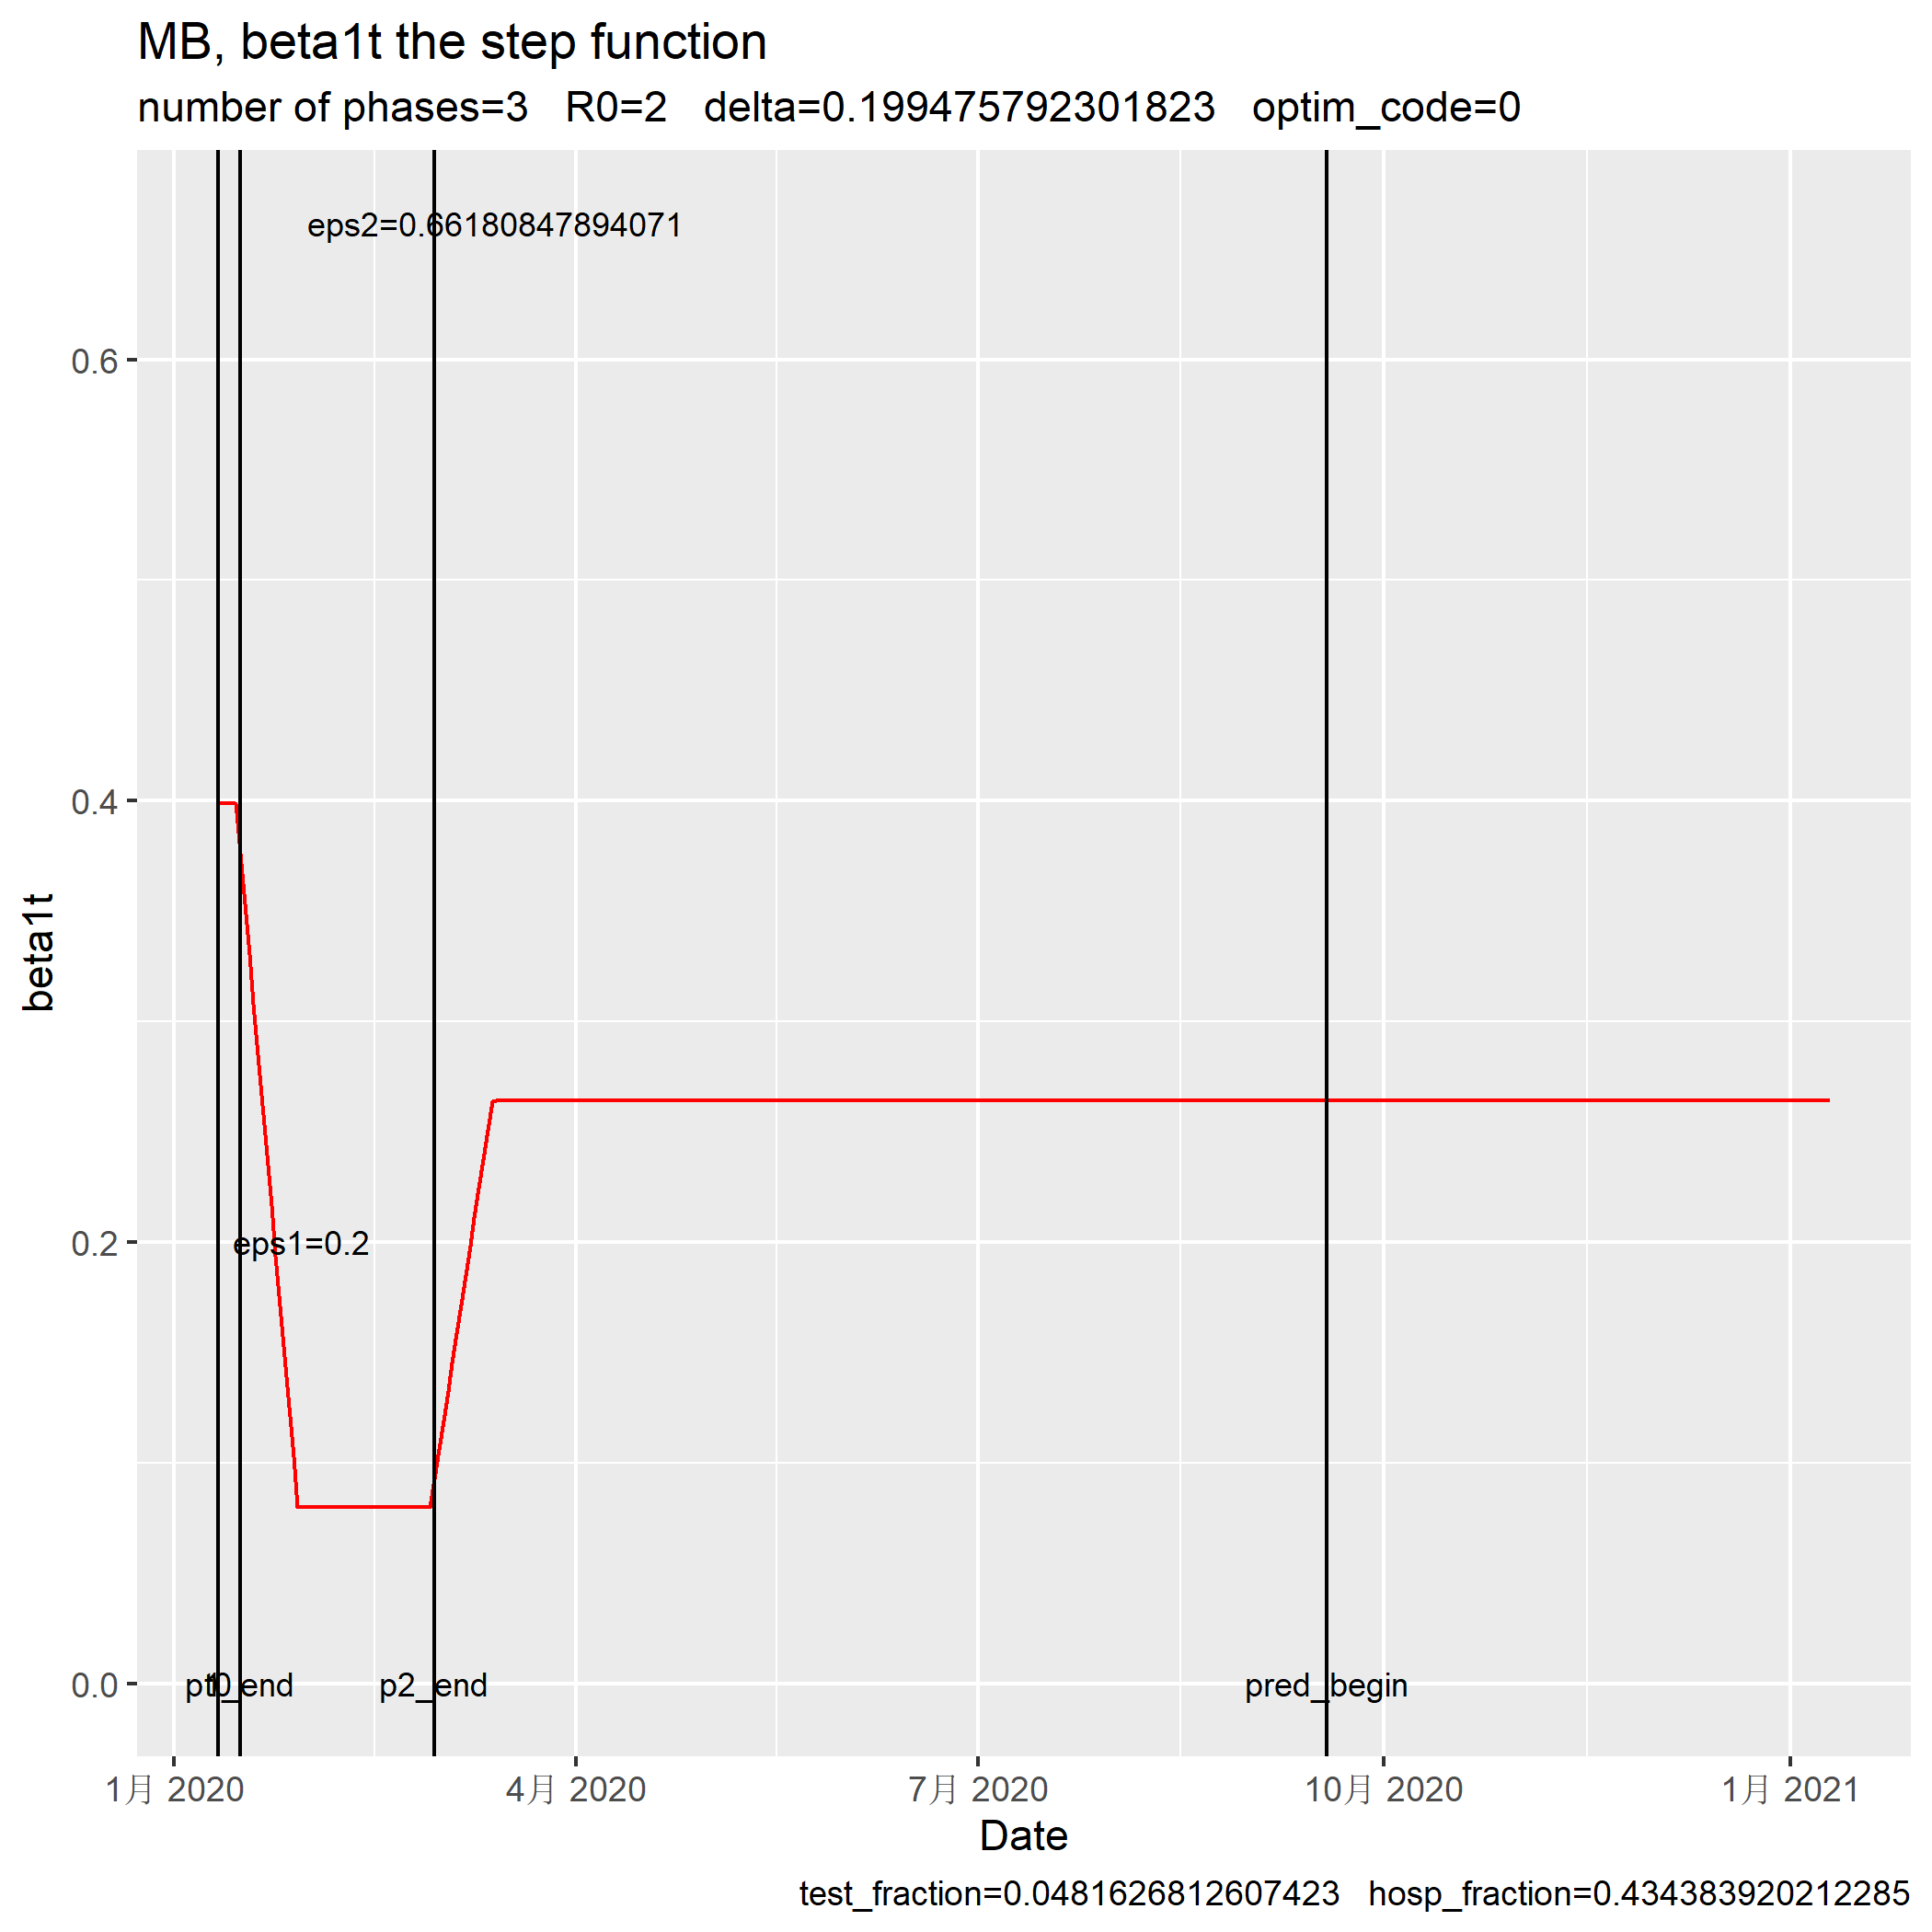 MB, beta1t the step function
number of phases=3 R0=2 delta=0.199475792301823 optim_code=0
eps2=0.66180847894071
0.6
0.4
beta1t
0.2
eps1=0.2
0.0
p2_end
pred_begin
1月 2020
4月 2020
7月 2020
10月 2020
1月 2021
Date
test_fraction=0.0481626812607423 hosp_fraction=0.434383920212285